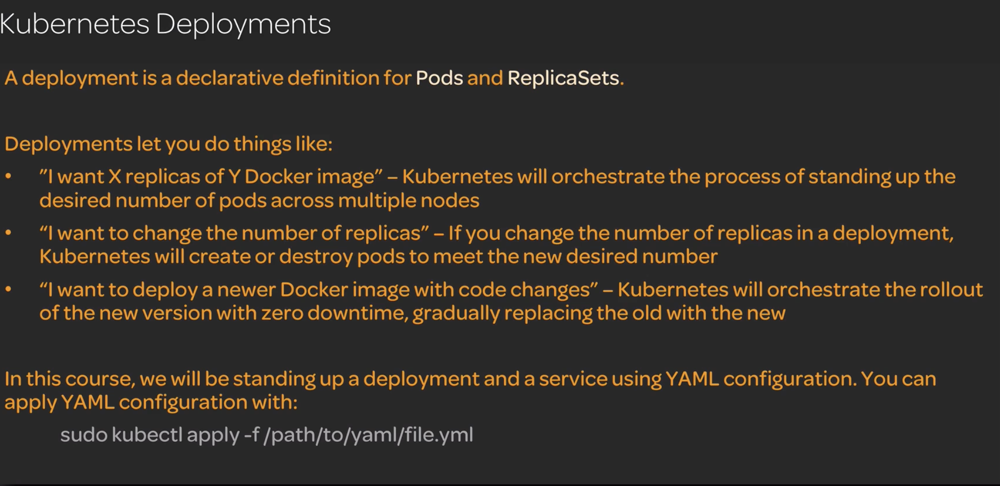 Kubernetes Deployments
A deployment is a declarative definition for Pods and ReplicaSets.
Deployments let you do things like:
• ”I want X replicas of Y Docker image” – Kubernetes will orchestrate the process of standing up the
desired number of pods across multiple nodes
• “I want to change the number of replicas” – If you change the number of replicas in a deployment,
Kubernetes will create or destroy pods to meet the new desired number
• “I want to deploy a newer Docker image with code changes” – Kubernetes will orchestrate the rollout
of the new version with zero downtime, gradually replacing the old with the new
In this course, we will be standing up a deployment and a service using YAML configuration. You can
apply YAML configuration with:
sudo kubectl apply -f /path/to/yaml/file.yml